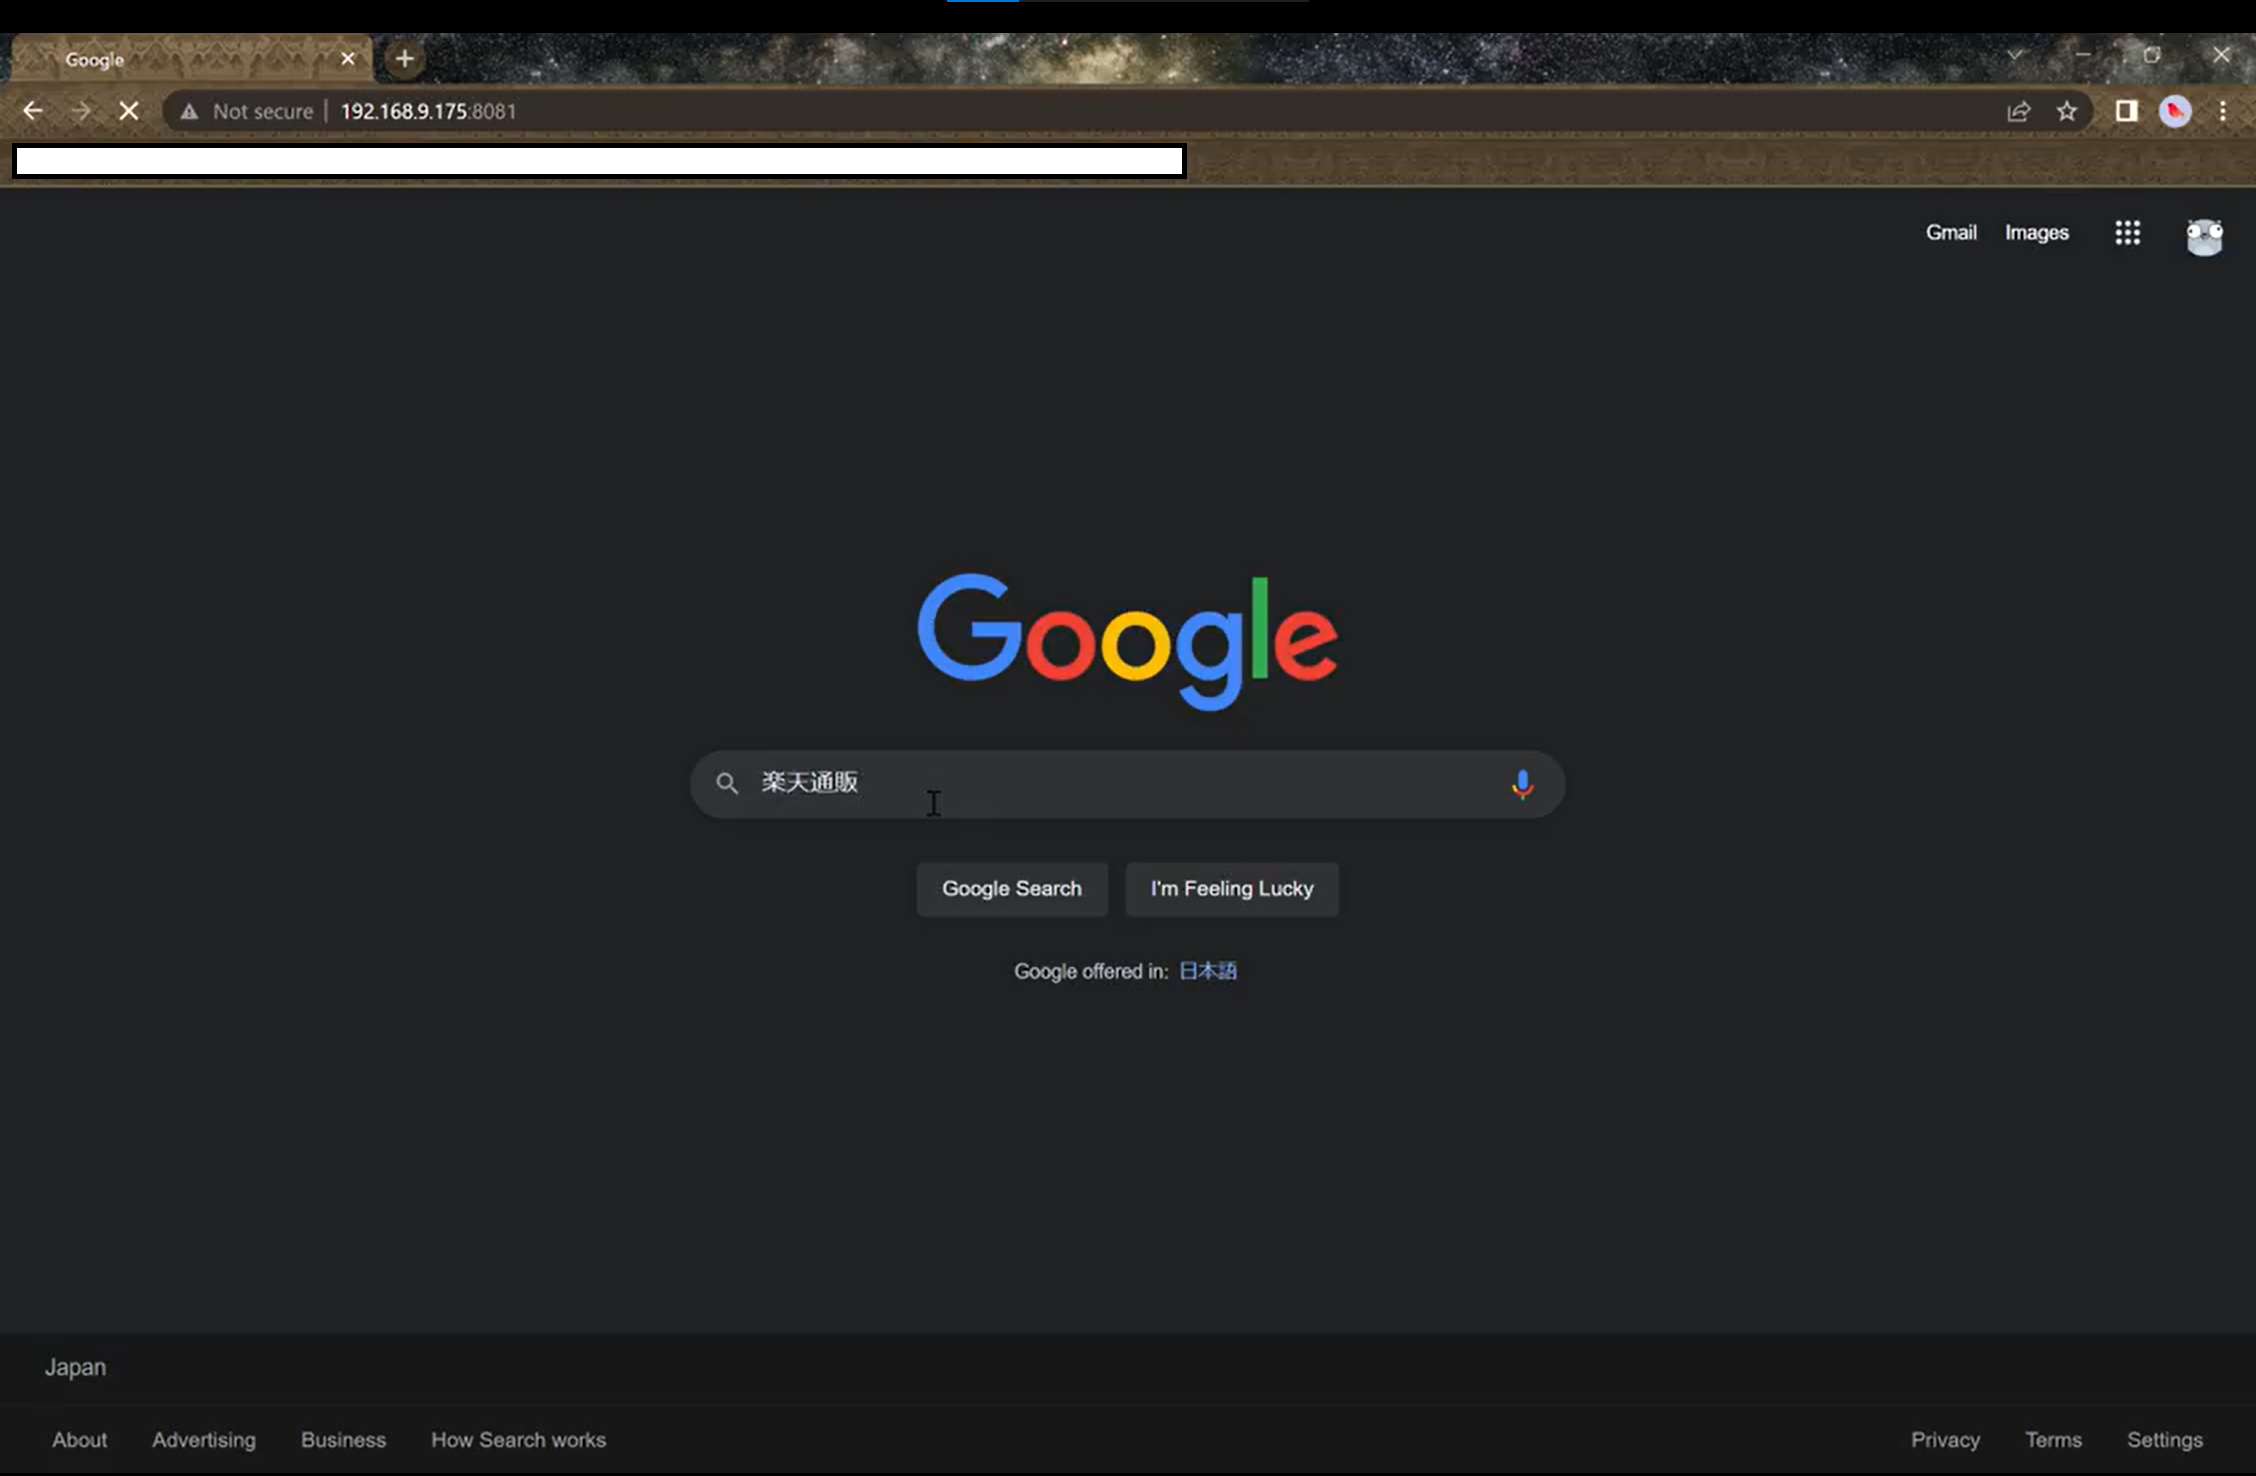 Google
Not secure | 192.168.9.175:8081
Gmail Images
Google
楽天通販
Google Search I'm Feeling Lucky
Google offered in: 日本語
Japan
About Advertising Business How Search works Privacy Terms Settings